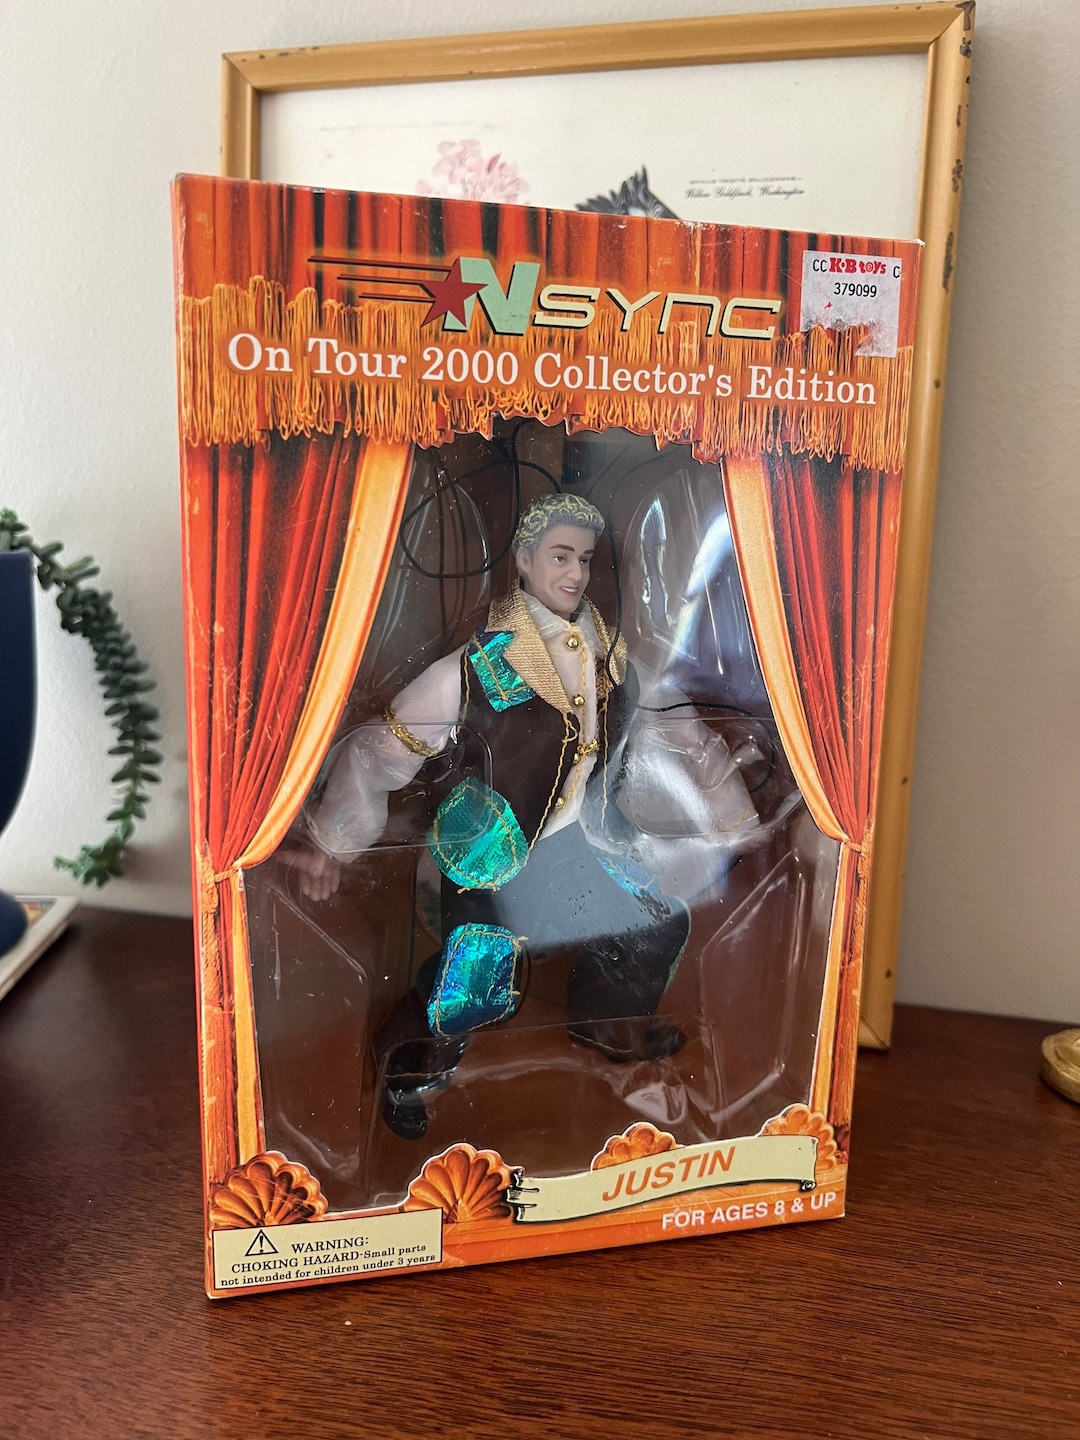 NSYNC
CC K·B toys C
379099
On Tour 2000 Collector's Edition
JUSTIN
FOR AGES 8 & UP
WARNING:
CHOKING HAZARD-Small parts
not intended for children under 3 years